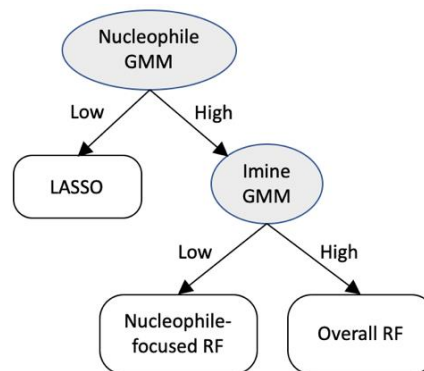 Nucleophile
GMM
Low
High
LASSO
Imine
GMM
Low
High
Nucleophile-
focused RF
Overall RF